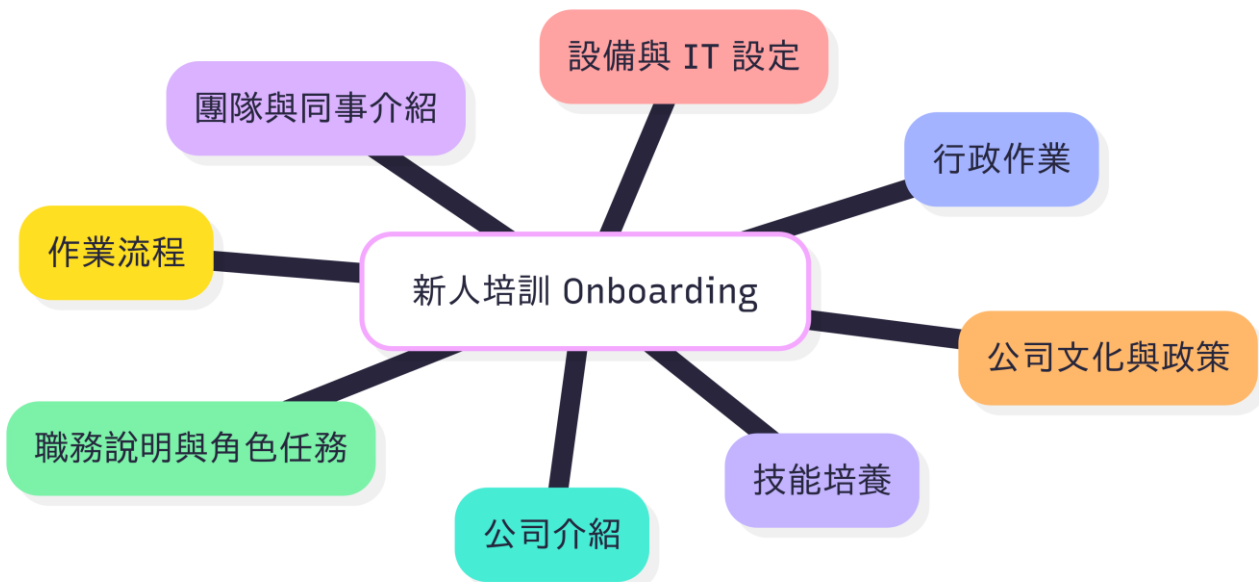 設備與 IT 設定
團隊與同事介紹
行政作業
作業流程
新人培訓 Onboarding
公司文化與政策
職務說明與角色任務
技能培養
公司介紹